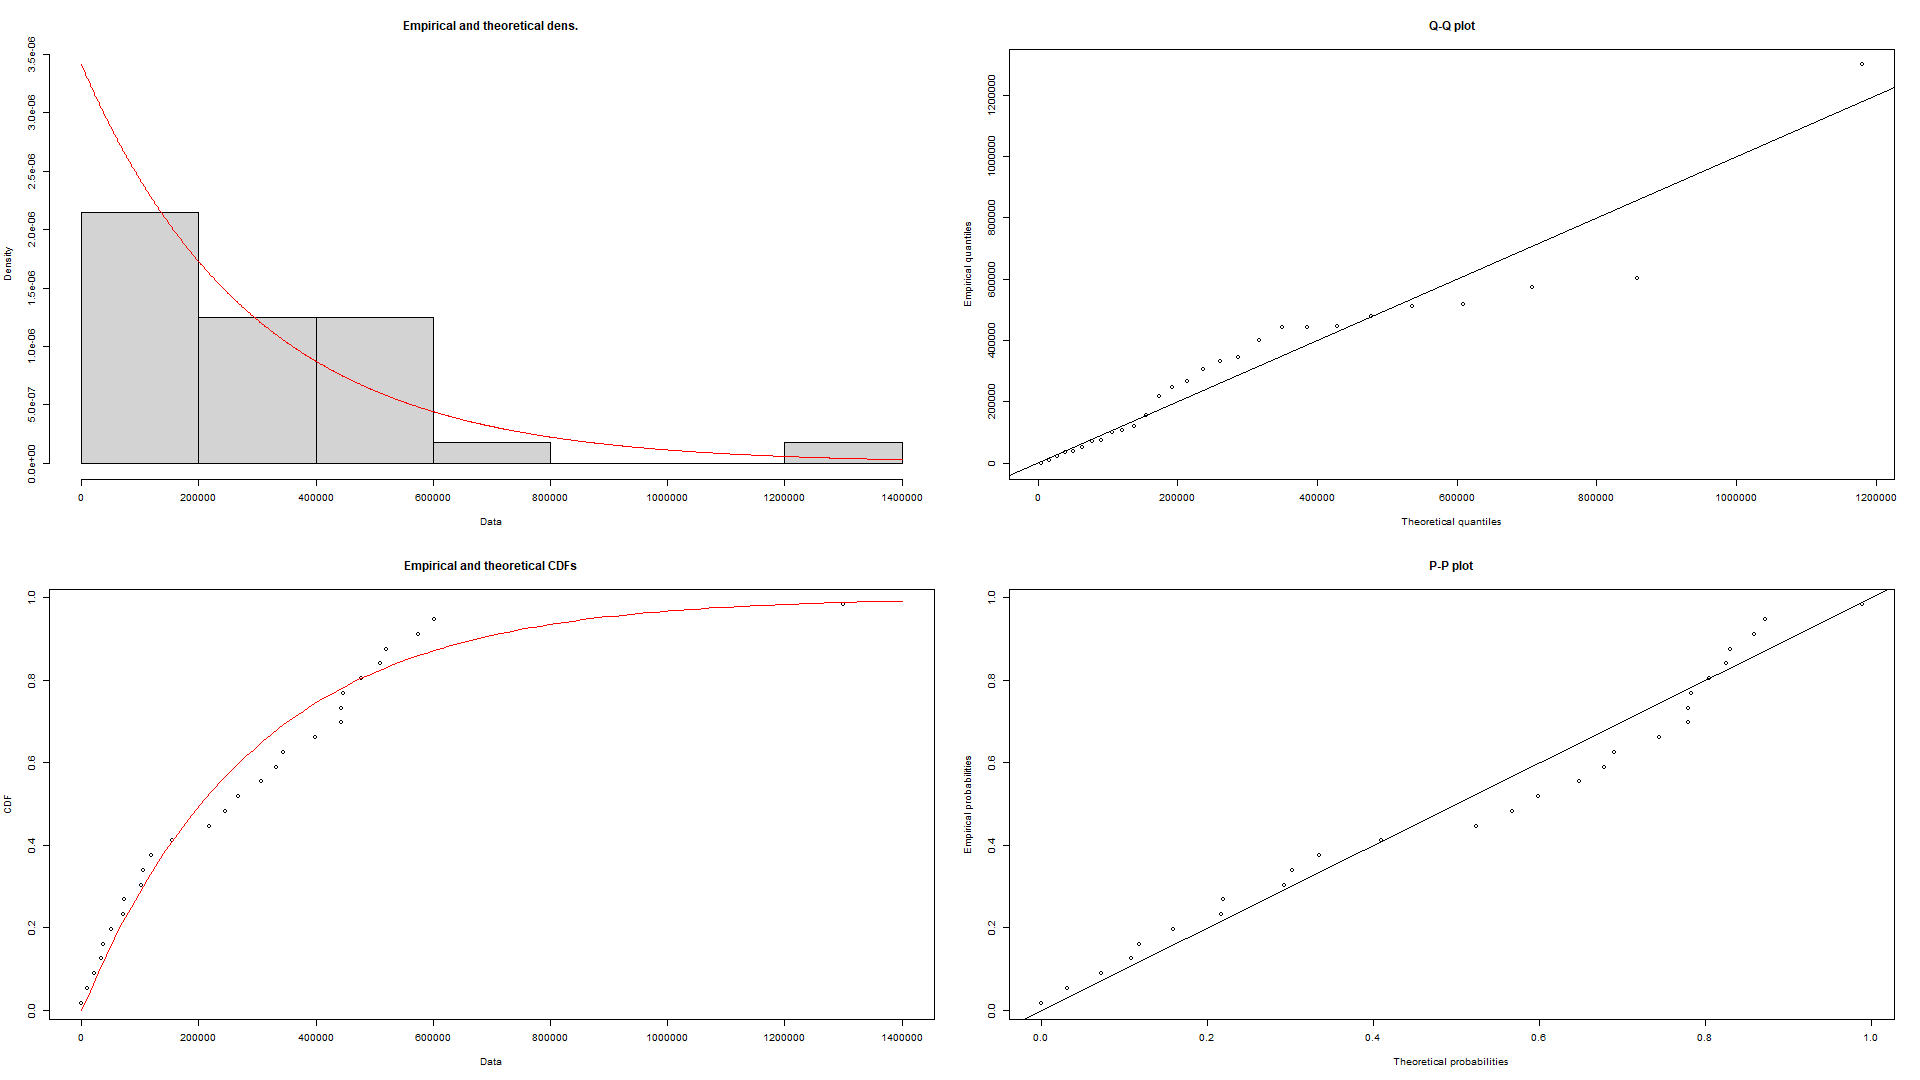 Empirical and theoretical dens.
Density
0.0e+00 5.0e-07 1.0e-06 1.5e-06 2.0e-06 2.5e-06 3.0e-06 3.5e-06
0 200000 400000 600000 800000 1000000 1200000 1400000
Data
Q-Q plot
Empirical quantiles
0 200000 400000 600000 800000 1000000 1200000
0 200000 400000 600000 800000 1000000 1200000
Theoretical quantiles
Empirical and theoretical CDFs
CDF
0.0 0.2 0.4 0.6 0.8 1.0
0 200000 400000 600000 800000 1000000 1200000 1400000
Data
P-P plot
Empirical probabilities
0.0 0.2 0.4 0.6 0.8 1.0
0.0 0.2 0.4 0.6 0.8 1.0
Theoretical probabilities